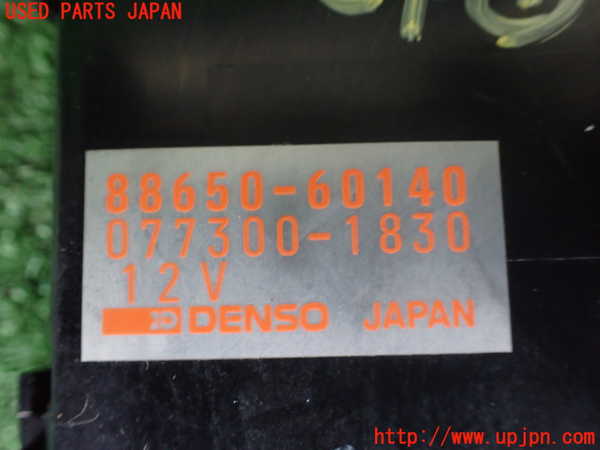 USED PARTS JAPAN
88650-60140
077300-1830
12V
DENSO JAPAN
http://www.upjpn.com/